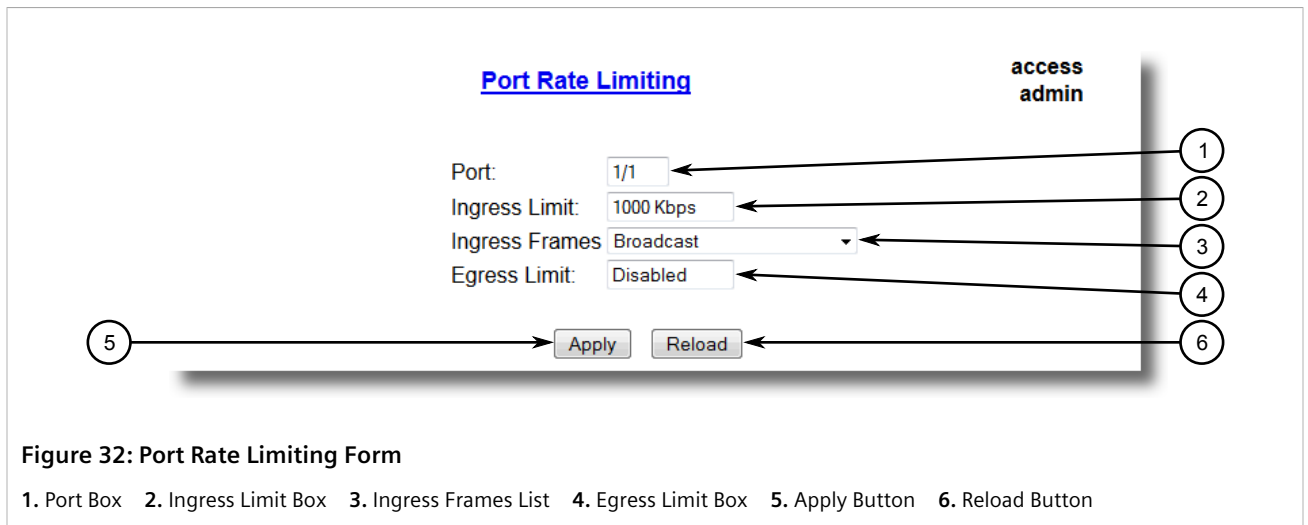 Port Rate Limiting
access
admin
Port: 1/1
Ingress Limit: 1000 Kbps
Ingress Frames Broadcast
Egress Limit: Disabled
Apply Reload
1
2
3
4
5
6
Figure 32: Port Rate Limiting Form
1. Port Box 2. Ingress Limit Box 3. Ingress Frames List 4. Egress Limit Box 5. Apply Button 6. Reload Button